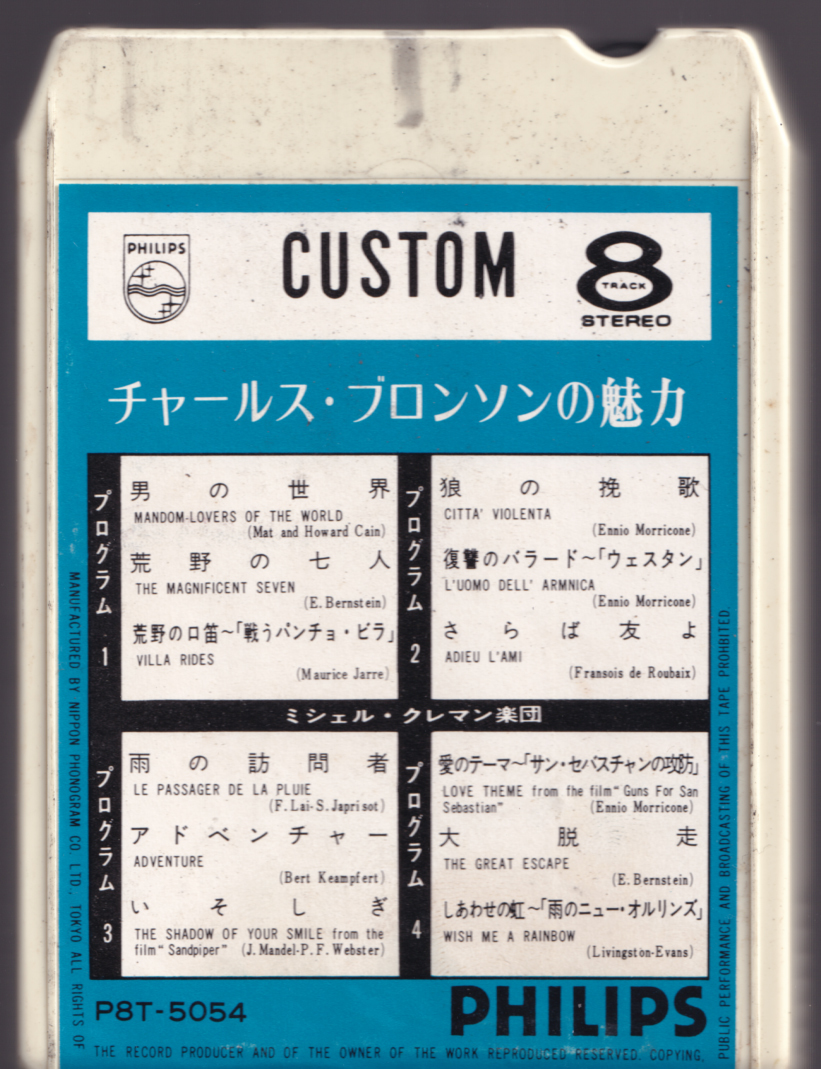 PHILIPS
CUSTOM
8
TRACK
STEREO
チャールス・ブロンソンの魅力
プログラム 1
男の世界
MANDOM-LOVERS OF THE WORLD
(Mat and Howard Cain)
荒野の七人
THE MAGNIFICENT SEVEN
(E. Bernstein)
荒野の口笛〜「戦うパンチョ・ビラ」
VILLA RIDES
(Maurice Jarre)
プログラム 2
狼の挽歌
CITTA' VIOLENTA
(Ennio Morricone)
復讐のバラード〜「ウェスタン」
L'UOMO DELL' ARMNICA
(Ennio Morricone)
さらば友よ
ADIEU L'AMI
(Fransois de Roubaix)
ミシェル・クレマン楽団
プログラム 3
雨の訪問者
LE PASSAGER DE LA PLUIE
(F. Lai-S. Japrisot)
アドベンチャー
ADVENTURE
(Bert Keampfert)
いそしぎ
THE SHADOW OF YOUR SMILE from the
film“ Sandpiper” (J. Mandel-P. F. Webster)
プログラム 4
愛のテーマ〜「サン・セバスチャンの攻防」
LOVE THEME from the film“ Guns For San
Sebastian” (Ennio Morricone)
大脱走
THE GREAT ESCAPE
(E. Bernstein)
しあわせの虹〜「雨のニュー・オルリンズ」
WISH ME A RAINBOW
(Livingston-Evans)
P8T-5054
PHILIPS
MANUFACTURED BY NIPPON PHONOGRAM CO. LTD., TOKYO ALL RIGHTS OF
THE RECORD PRODUCER AND OF THE OWNER OF THE WORK REPRODUCED RESERVED. COPYING,
PUBLIC PERFORMANCE AND BROADCASTING OF THIS TAPE PROHBITED.